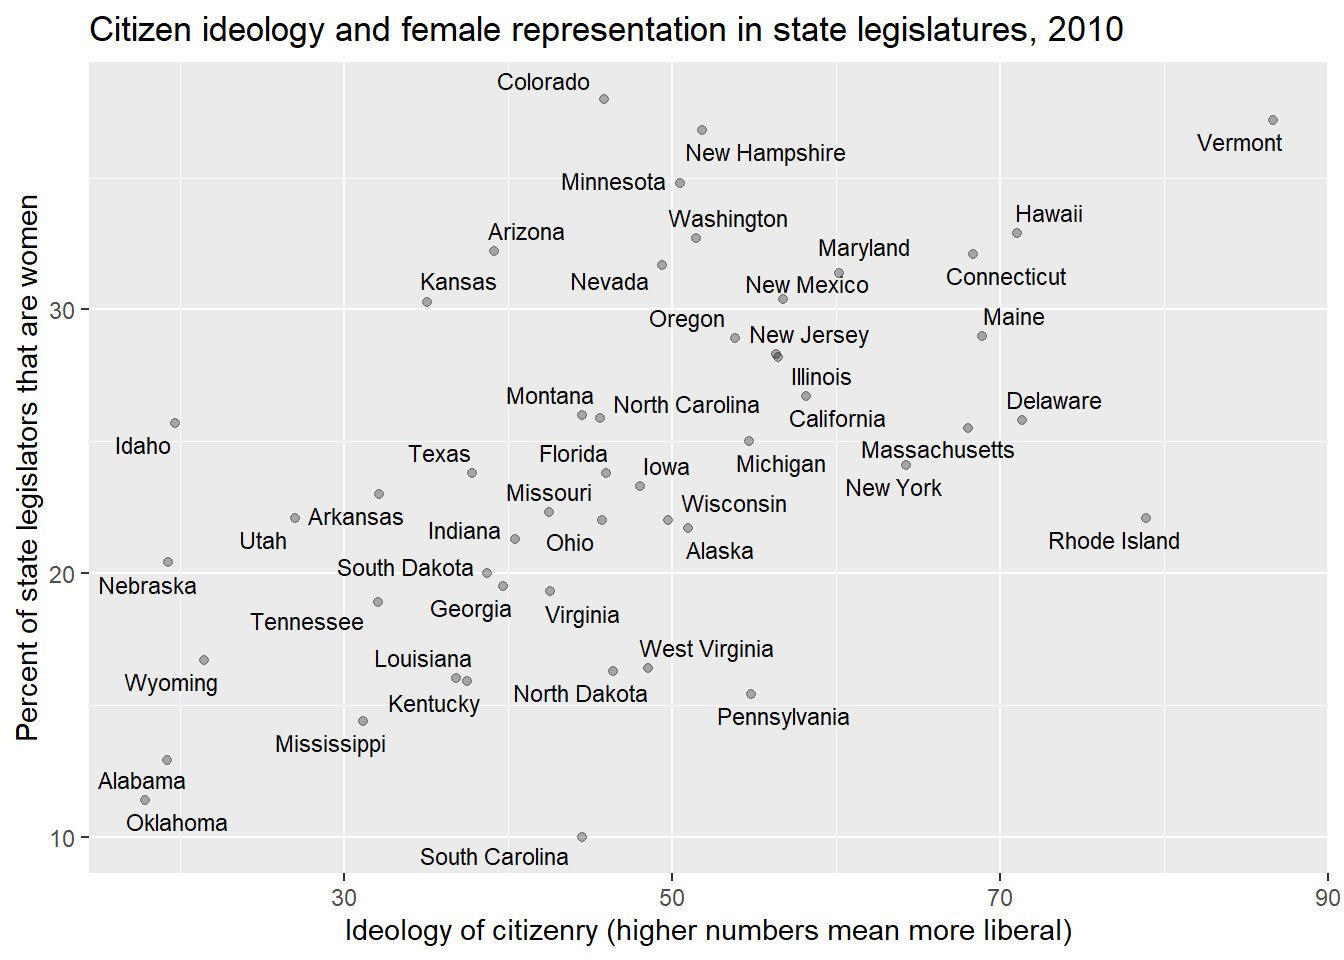 Citizen ideology and female representation in state legislatures, 2010
Colorado
Vermont
New Hampshire
Minnesota
Washington
Hawaii
Arizona
Maryland
Connecticut
Kansas
Nevada
New Mexico
30
Oregon
Maine
New Jersey
Illinois
Montana
North Carolina
Delaware
California
Idaho
Texas
Florida
Massachusetts
Iowa
Michigan
New York
Missouri
Wisconsin
Arkansas
Indiana
Utah
Ohio
Rhode Island
Alaska
South Dakota
20
Nebraska
Georgia
Virginia
Tennessee
West Virginia
Louisiana
Wyoming
North Dakota
Kentucky
Pennsylvania
Mississippi
Alabama
Oklahoma
10
South Carolina
Percent of state legislators that are women
30
50
70
90
Ideology of citizenry (higher numbers mean more liberal)